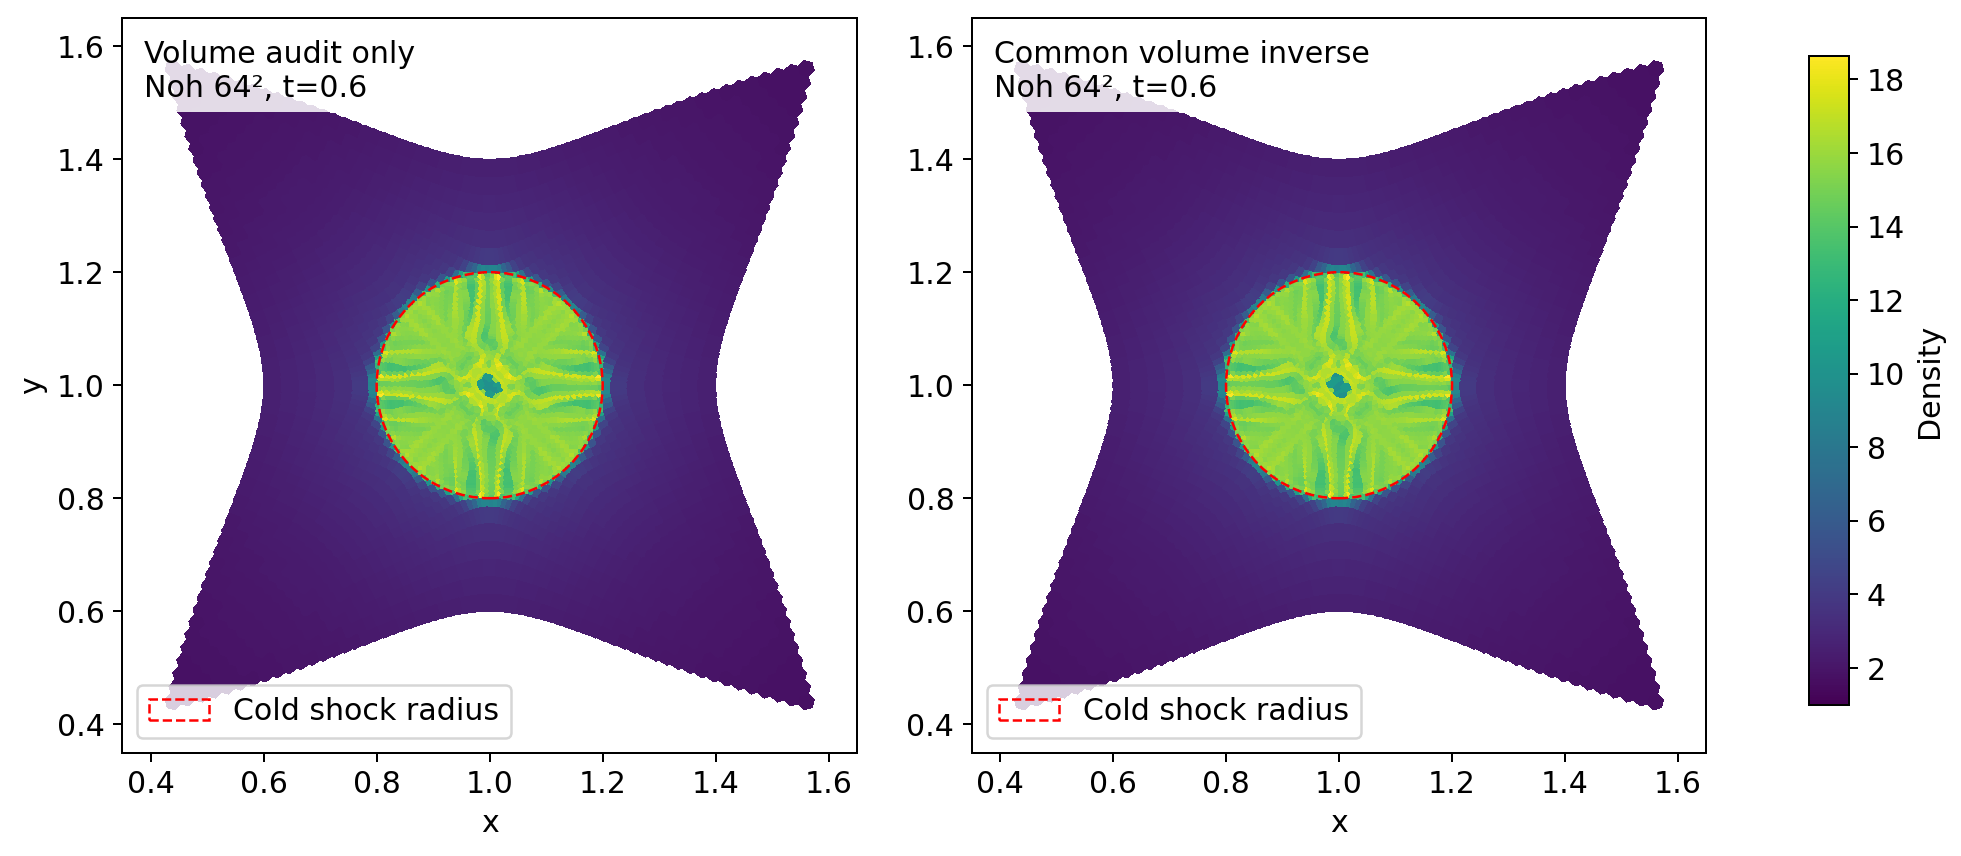 Volume audit only
Noh 64², t=0.6
1.6
1.4
1.2
1.0
0.8
0.6
0.4
y
Cold shock radius
0.4 0.6 0.8 1.0 1.2 1.4 1.6
x
Common volume inverse
Noh 64², t=0.6
1.6
1.4
1.2
1.0
0.8
0.6
0.4
Cold shock radius
0.4 0.6 0.8 1.0 1.2 1.4 1.6
x
18
16
14
12
10
8
6
4
2
Density